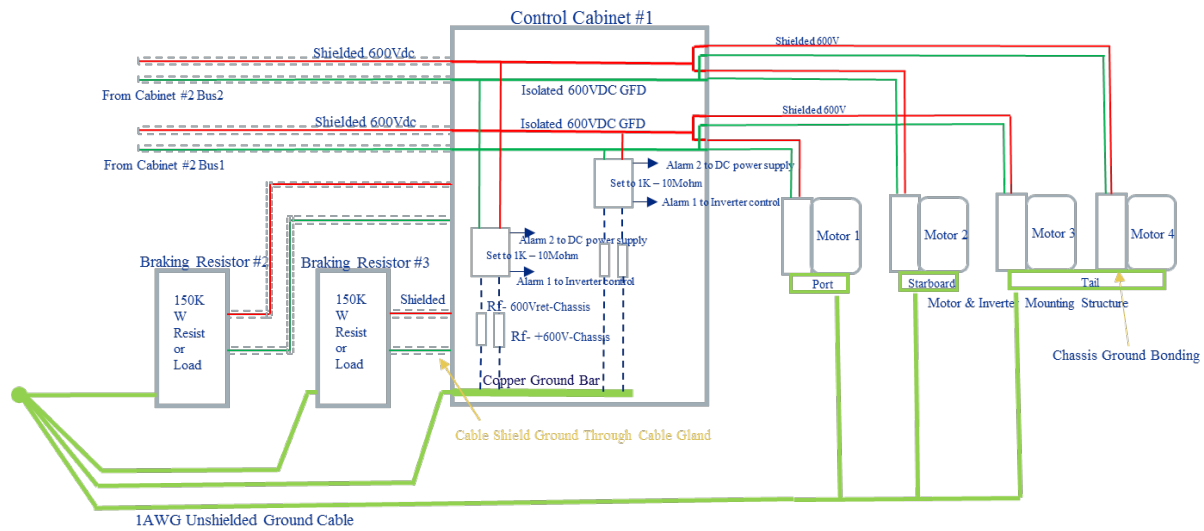 Control Cabinet #1
Shielded 600Vdc
Shielded 600V
From Cabinet #2 Bus2
Isolated 600VDC GFD
Shielded 600Vdc
Isolated 600VDC GFD
Shielded 600V
From Cabinet #2 Bus1
Alarm 2 to DC power supply
Set to 1K – 10Mohm
Alarm 1 to Inverter control
Alarm 2 to DC power supply
Set to 1K – 10Mohm
Alarm 1 to Inverter control
Motor 1
Motor 2
Motor 3
Motor 4
Braking Resistor #2
Braking Resistor #3
Port
Starboard
Tail
Motor & Inverter Mounting Structure
150K
W
Resist
or
Load
150K
W
Resist
or
Load
Shielded
Rf- 600Vret-Chassis
Rf- +600V-Chassis
Chassis Ground Bonding
Copper Ground Bar
Cable Shield Ground Through Cable Gland
1AWG Unshielded Ground Cable